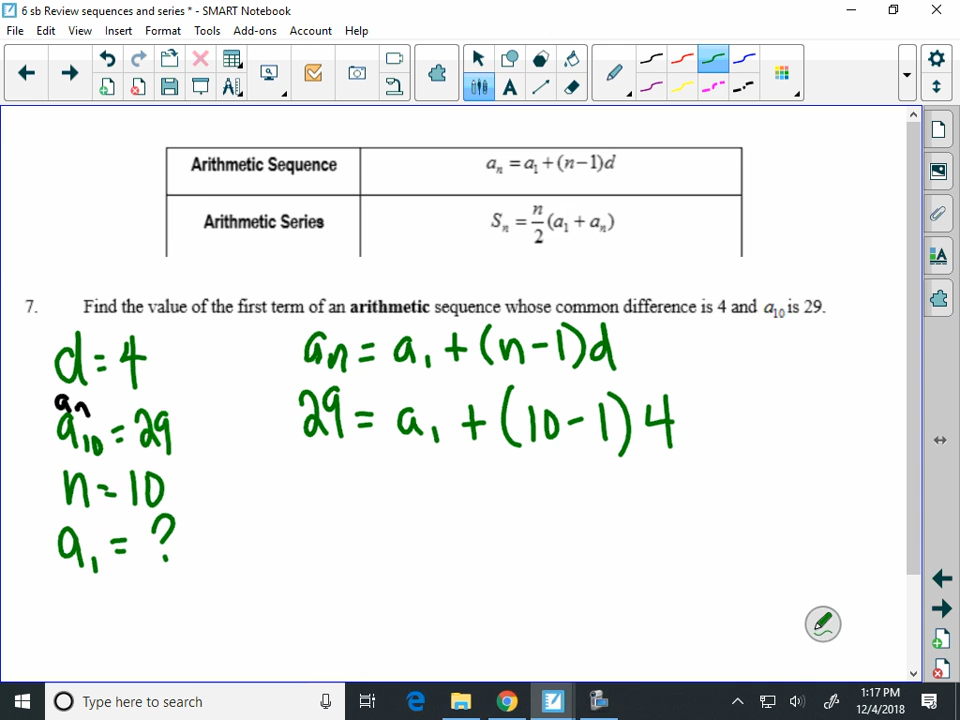 6 sb Review sequences and series * - SMART Notebook
File Edit View Insert Format Tools Add-ons Account Help
Arithmetic Sequence aₙ = a₁ + (n−1)d
Arithmetic Series Sₙ = n/2 (a₁ + aₙ)
7. Find the value of the first term of an arithmetic sequence whose common difference is 4 and a₁₀ is 29.
d = 4
aₙ = a₁ + (n-1)d
aₙ
a₁₀ = 29
29 = a₁ + (10-1) 4
n = 10
a₁ = ?
Type here to search
1:17 PM
12/4/2018